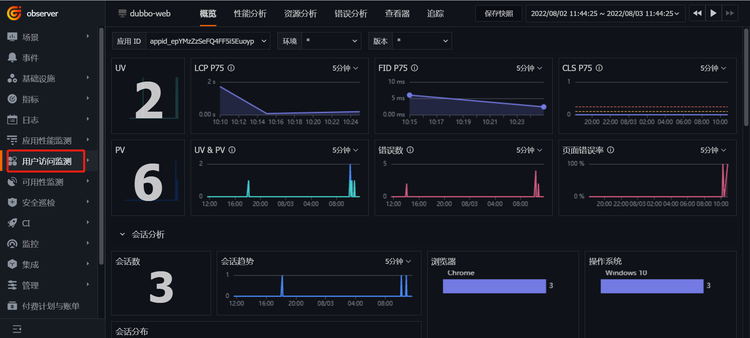 observer
场景
事件
基础设施
指标
日志
应用性能监测
用户访问监测
可用性监测
安全巡检
CI
监控
集成
管理
付费计划与账单
dubbo-web 概览 性能分析 资源分析 错误分析 查看器 追踪 保存快照 2022/08/02 11:44:25 ~ 2022/08/03 11:44:25
应用 ID appid_epYMzZzSeFQ4FF5i5Euoyp 环境 * 版本 *
UV
2
LCP P75 5分钟
2 s
0.00 s
10:10 10:12 10:14 10:16 10:18 10:20 10:22 10:24
FID P75 5分钟
10 ms
5 ms
0.00 ms
10:15 10:17 10:19 10:21 10:23
CLS P75 5分钟
1
0
20:00 22:00 08/03 02:00 04:00 06:00 08:00 10:00
PV
6
UV & PV 5分钟
2
1
0
12:00 16:00 20:00 08/03 04:00 08:00
错误数 5分钟
4
2
0
12:00 16:00 20:00 08/03 04:00 08:00
页面错误率 5分钟
100 %
0 %
20:00 22:00 08/03 02:00 04:00 06:00 08:00 10:00
会话分析
会话数
3
会话趋势 5分钟
1
0
12:00 16:00 20:00 08/03 04:00 08:00
浏览器
Chrome
3
操作系统
Windows 10
3
会话分布